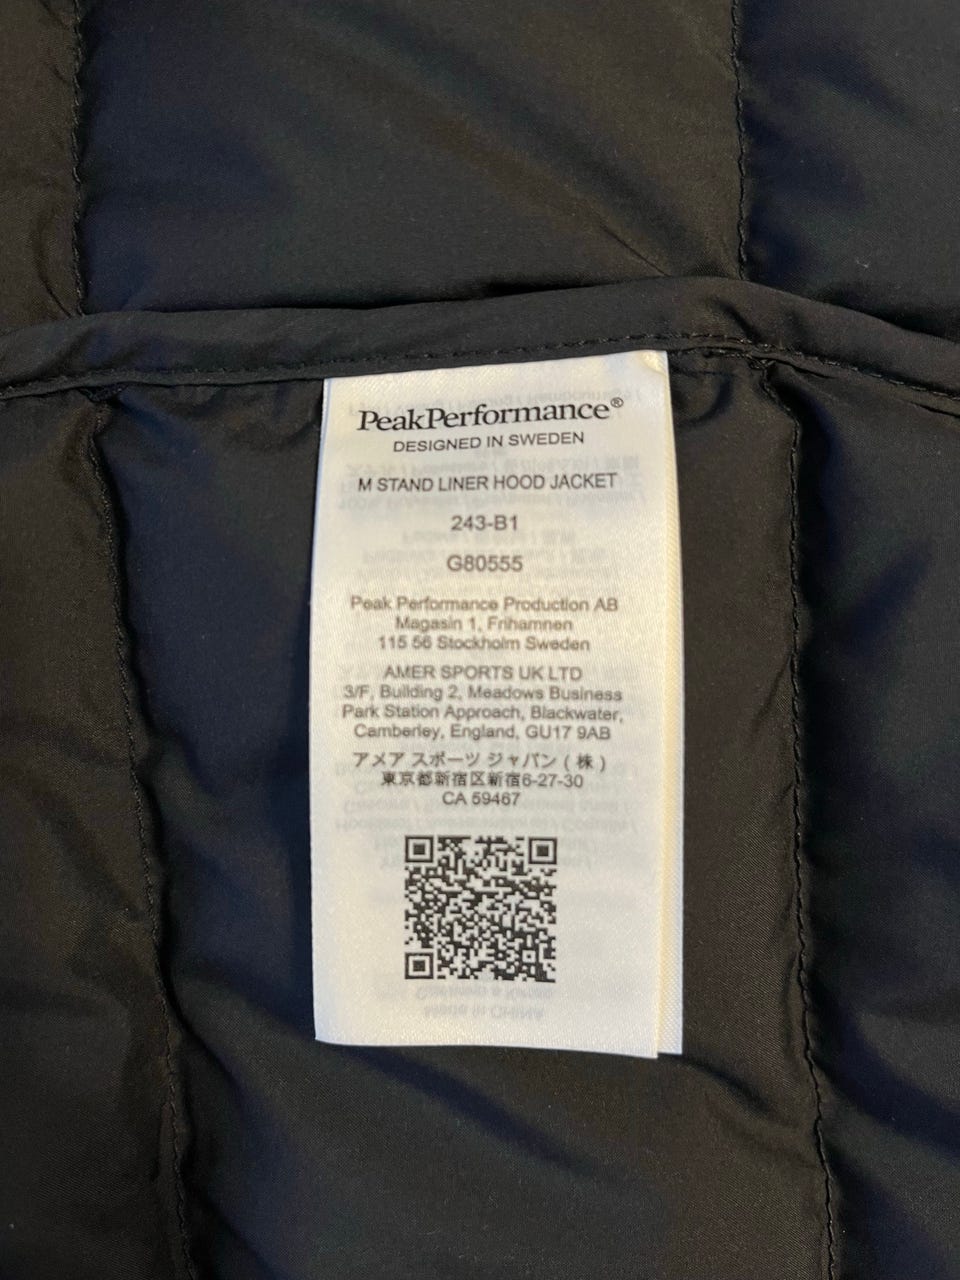 PeakPerformance®
DESIGNED IN SWEDEN
M STAND LINER HOOD JACKET
243-B1
G80555
Peak Performance Production AB
Magasin 1, Frihamnen
115 56 Stockholm Sweden
AMER SPORTS UK LTD
3/F, Building 2, Meadows Business
Park Station Approach, Blackwater,
Camberley, England, GU17 9AB
アメア スポーツ ジャパン ( 株 )
東京都新宿区新宿6-27-30
CA 59467
Made in CHINA